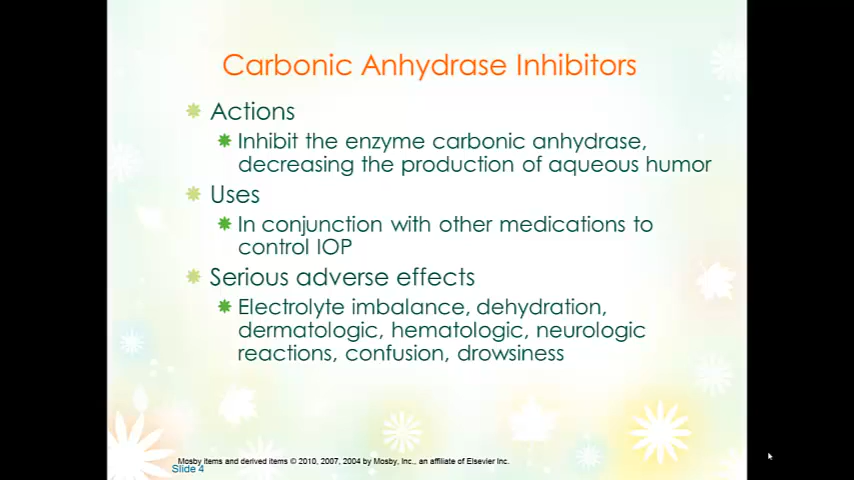 Carbonic Anhydrase Inhibitors
Actions
Inhibit the enzyme carbonic anhydrase,
decreasing the production of aqueous humor
Uses
In conjunction with other medications to
control IOP
Serious adverse effects
Electrolyte imbalance, dehydration,
dermatologic, hematologic, neurologic
reactions, confusion, drowsiness
Mosby items and derived items © 2010, 2007, 2004 by Mosby, Inc., an affiliate of Elsevier Inc.
Slide 4